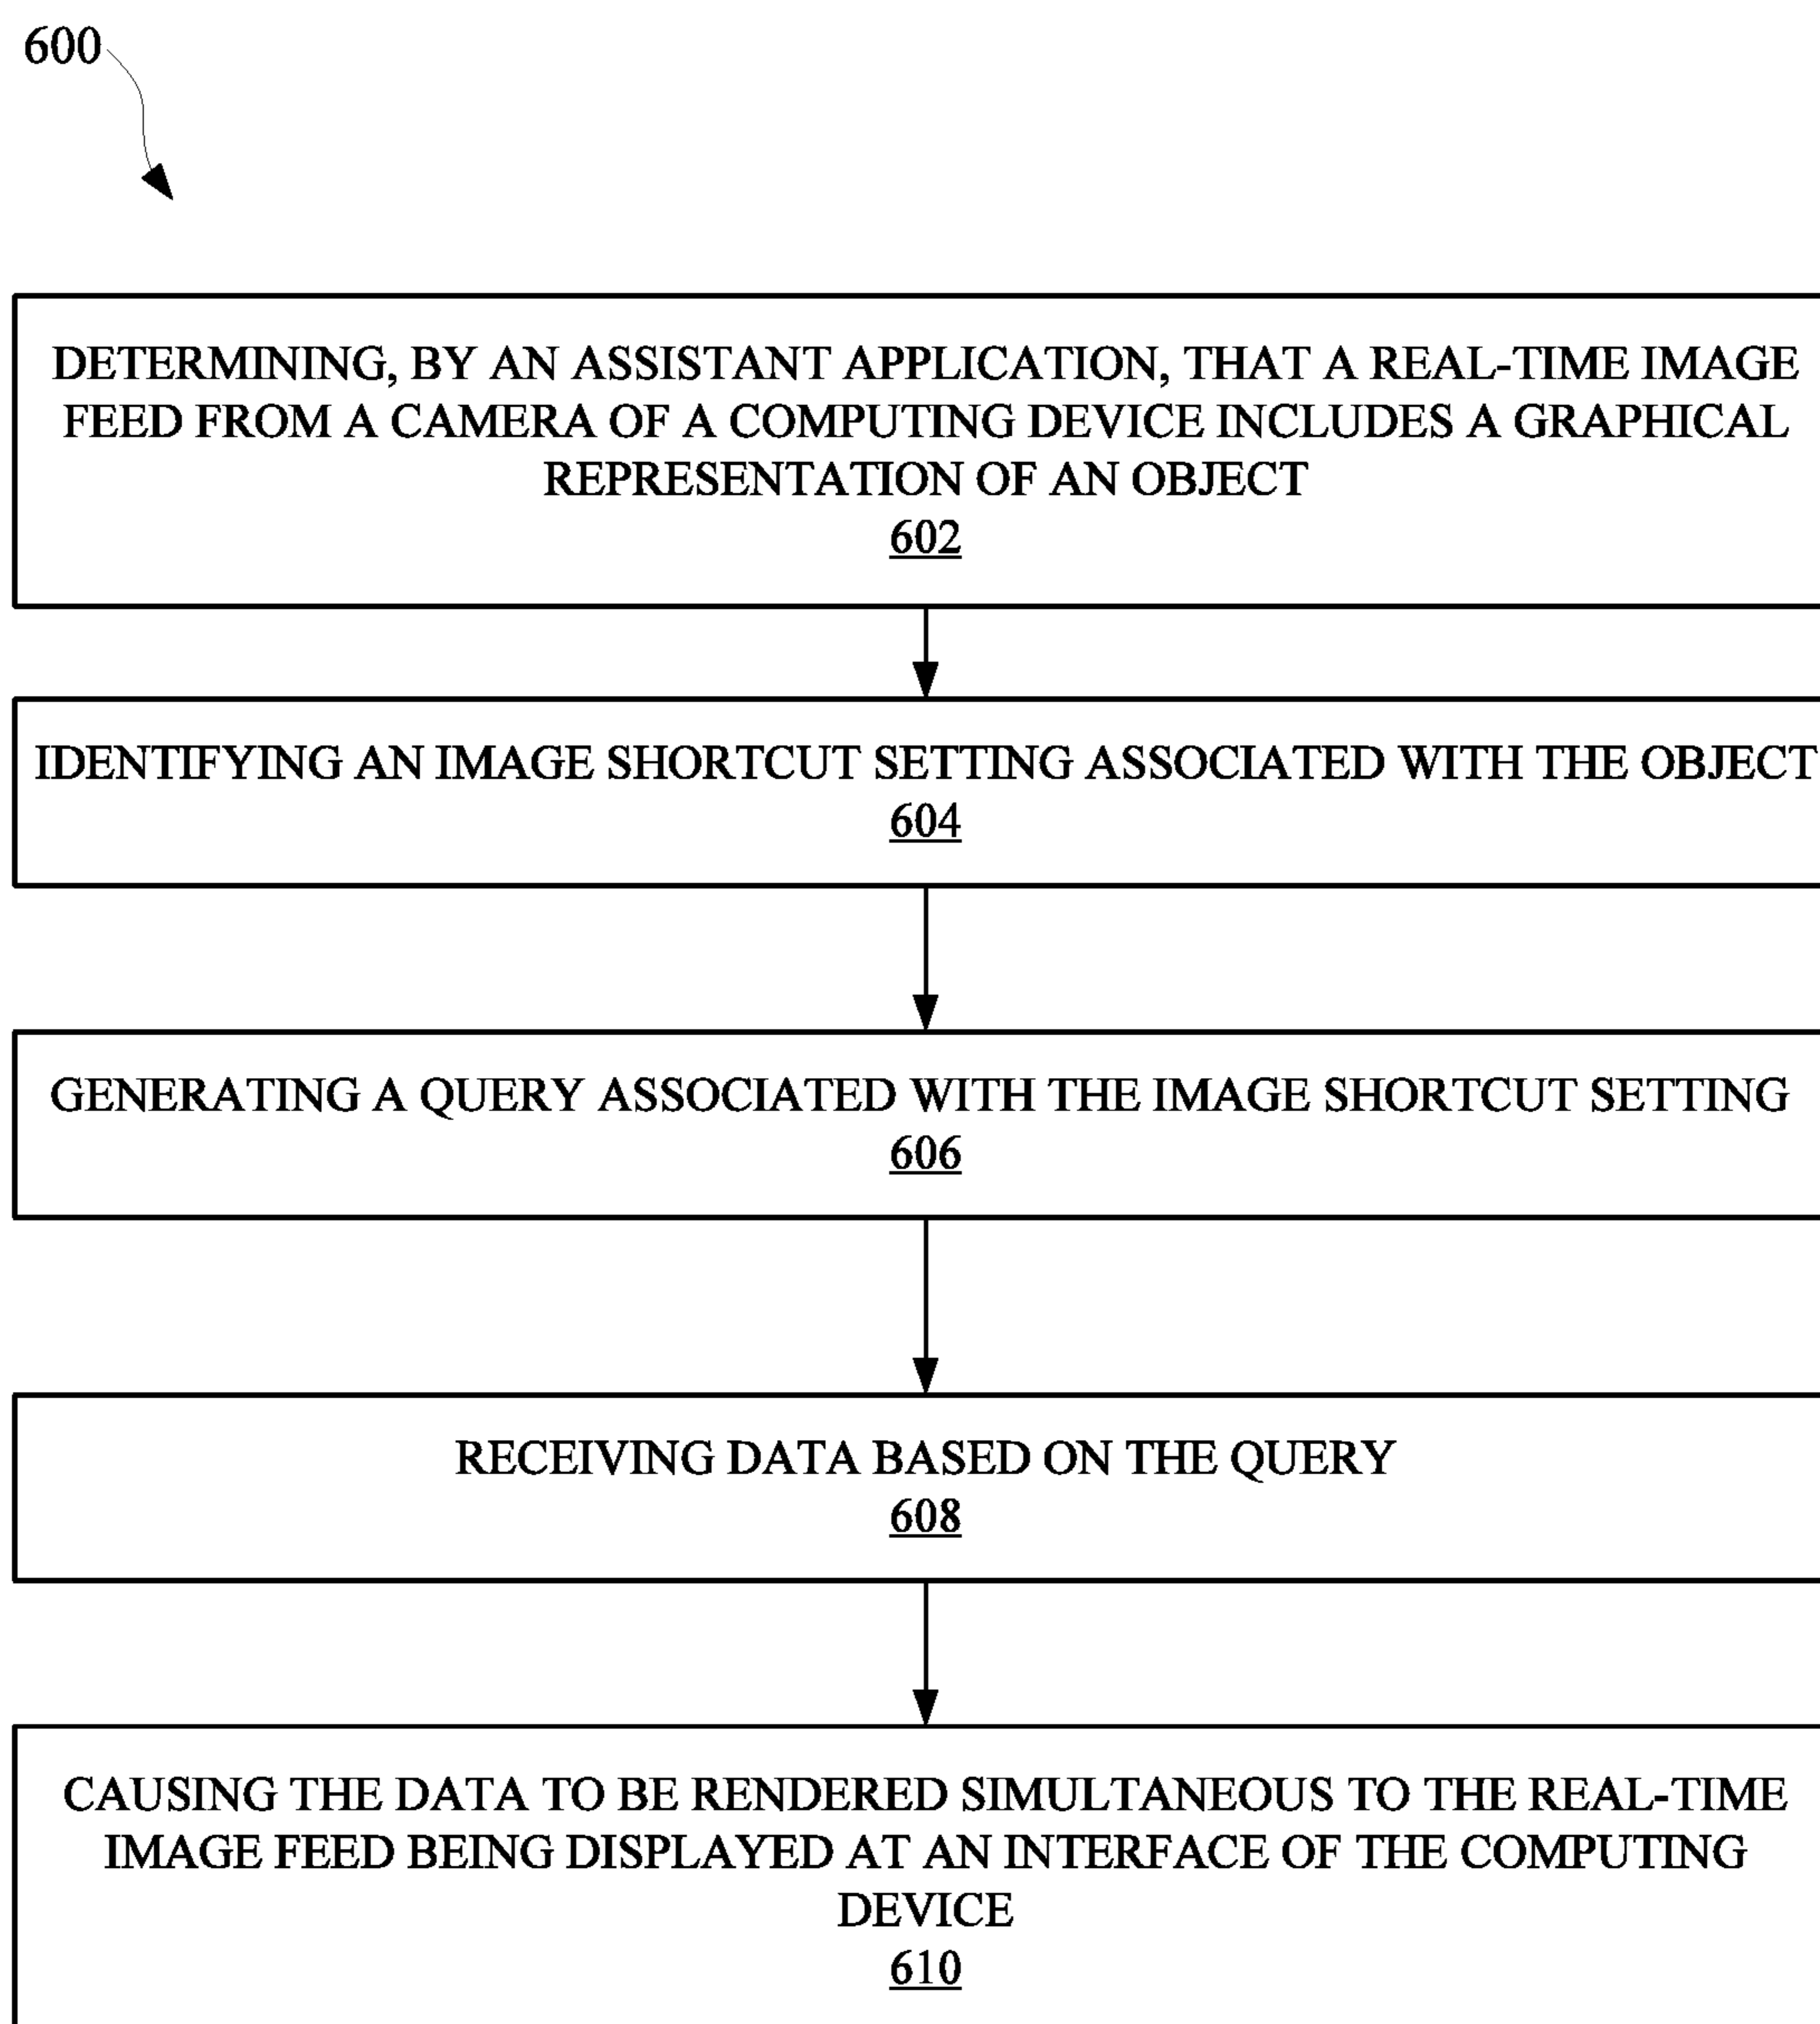 600
DETERMINING, BY AN ASSISTANT APPLICATION, THAT A REAL-TIME IMAGE
FEED FROM A CAMERA OF A COMPUTING DEVICE INCLUDES A GRAPHICAL
REPRESENTATION OF AN OBJECT
602
IDENTIFYING AN IMAGE SHORTCUT SETTING ASSOCIATED WITH THE OBJECT
604
GENERATING A QUERY ASSOCIATED WITH THE IMAGE SHORTCUT SETTING
606
RECEIVING DATA BASED ON THE QUERY
608
CAUSING THE DATA TO BE RENDERED SIMULTANEOUS TO THE REAL-TIME
IMAGE FEED BEING DISPLAYED AT AN INTERFACE OF THE COMPUTING
DEVICE
610